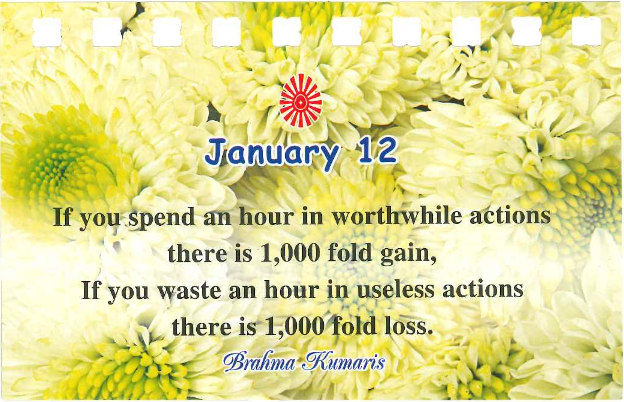 January 12
If you spend an hour in worthwhile actions
there is 1,000 fold gain,
If you waste an hour in useless actions
there is 1,000 fold loss.
Brahma Kumaris